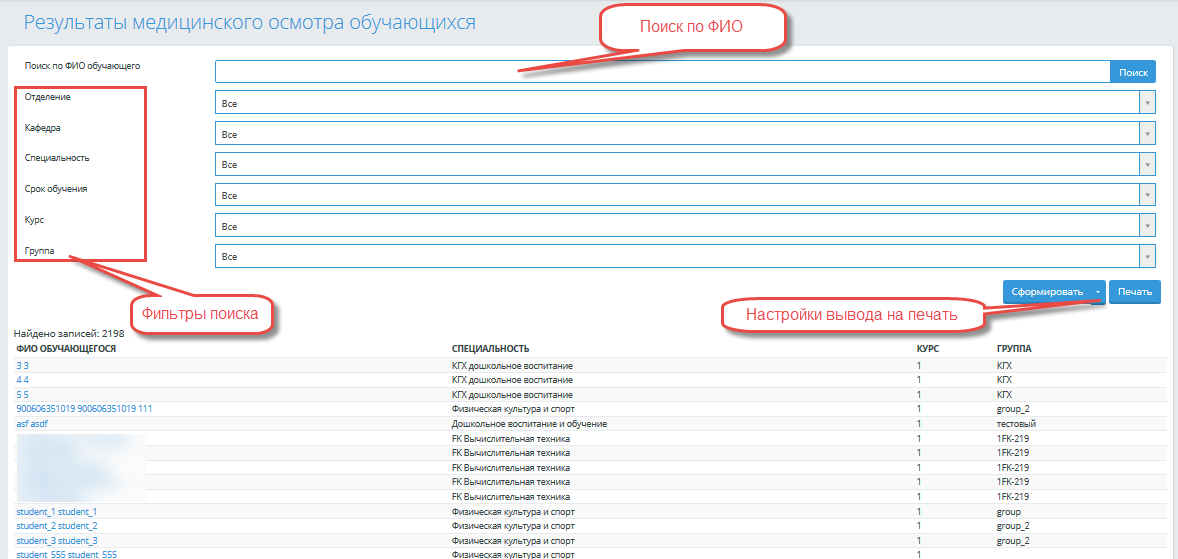 Результаты медицинского осмотра обучающихся
Поиск по ФИО
Поиск по ФИО обучающего
Поиск
Отделение Все
Кафедра Все
Специальность Все
Срок обучения Все
Курс Все
Группа Все
Сформировать Печать
Фильтры поиска
Настройки вывода на печать
Найдено записей: 2198
ФИО ОБУЧАЮЩЕГОСЯ СПЕЦИАЛЬНОСТЬ КУРС ГРУППА
3 3 КГХ дошкольное воспитание 1 КГХ
4 4 КГХ дошкольное воспитание 1 КГХ
5 5 КГХ дошкольное воспитание 1 КГХ
900606351019 900606351019 111 Физическая культура и спорт 1 group_2
asf asdf Дошкольное воспитание и обучение 1 тестовый
FK Вычислительная техника 1 1FK-219
FK Вычислительная техника 1 1FK-219
FK Вычислительная техника 1 1FK-219
FK Вычислительная техника 1 1FK-219
FK Вычислительная техника 1 1FK-219
student_1 student_1 Физическая культура и спорт 1 group
student_2 student_2 Физическая культура и спорт 1 group_2
student_3 student_3 Физическая культура и спорт 1 group_2
student_555 student_555 Физическая культура и спорт 1